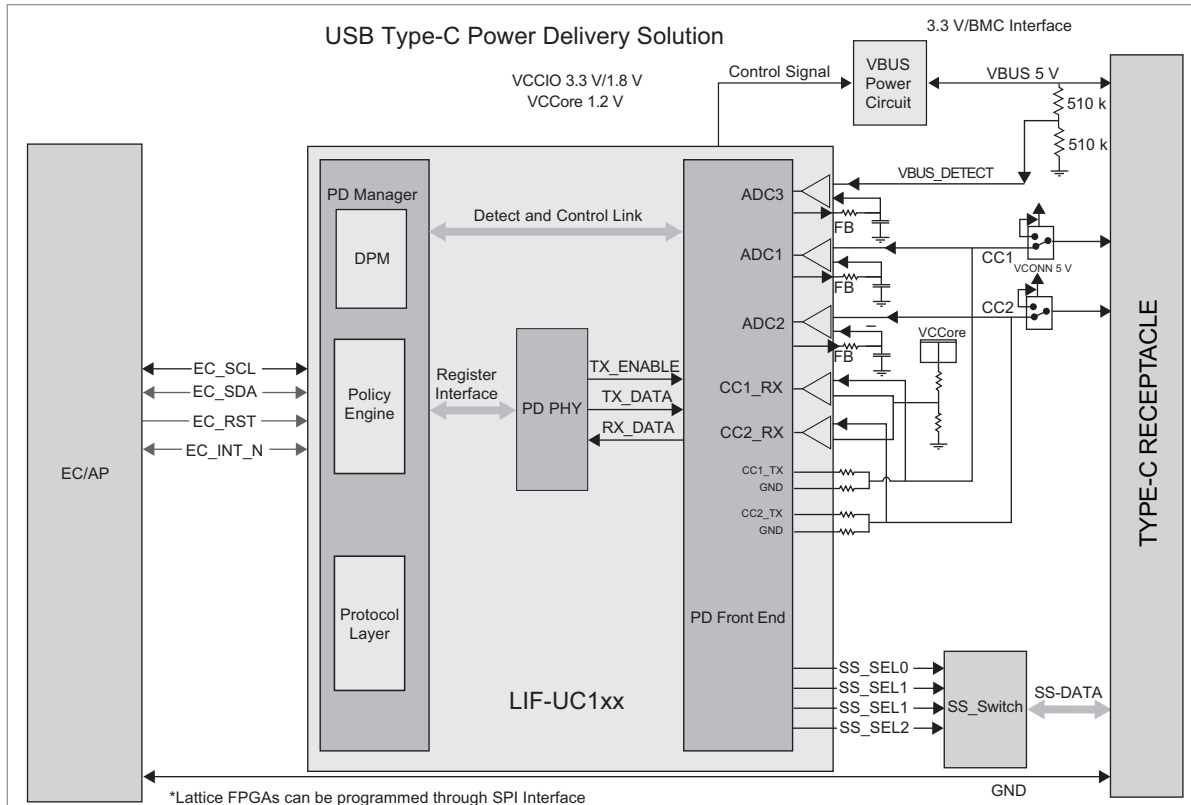 USB Type-C Power Delivery Solution
3.3 V/BMC Interface
VCCIO 3.3 V/1.8 V
VCCore 1.2 V
Control Signal
VBUS
Power
Circuit
VBUS 5 V
510 k
510 k
VBUS_DETECT
PD Manager
DPM
Detect and Control Link
ADC3
FB
ADC1
FB
CC1
VCONN 5 V
ADC2
FB
CC2
VCCore
EC_SCL
EC_SDA
EC_RST
EC_INT_N
EC/AP
Policy
Engine
Register
Interface
PD PHY
TX_ENABLE
TX_DATA
RX_DATA
CC1_RX
CC2_RX
CC1_TX
GND
CC2_TX
GND
TYPE-C RECEPTACLE
Protocol
Layer
PD Front End
LIF-UC1xx
SS_SEL0
SS_SEL1
SS_SEL1
SS_SEL2
SS_Switch
SS-DATA
GND
*Lattice FPGAs can be programmed through SPI Interface